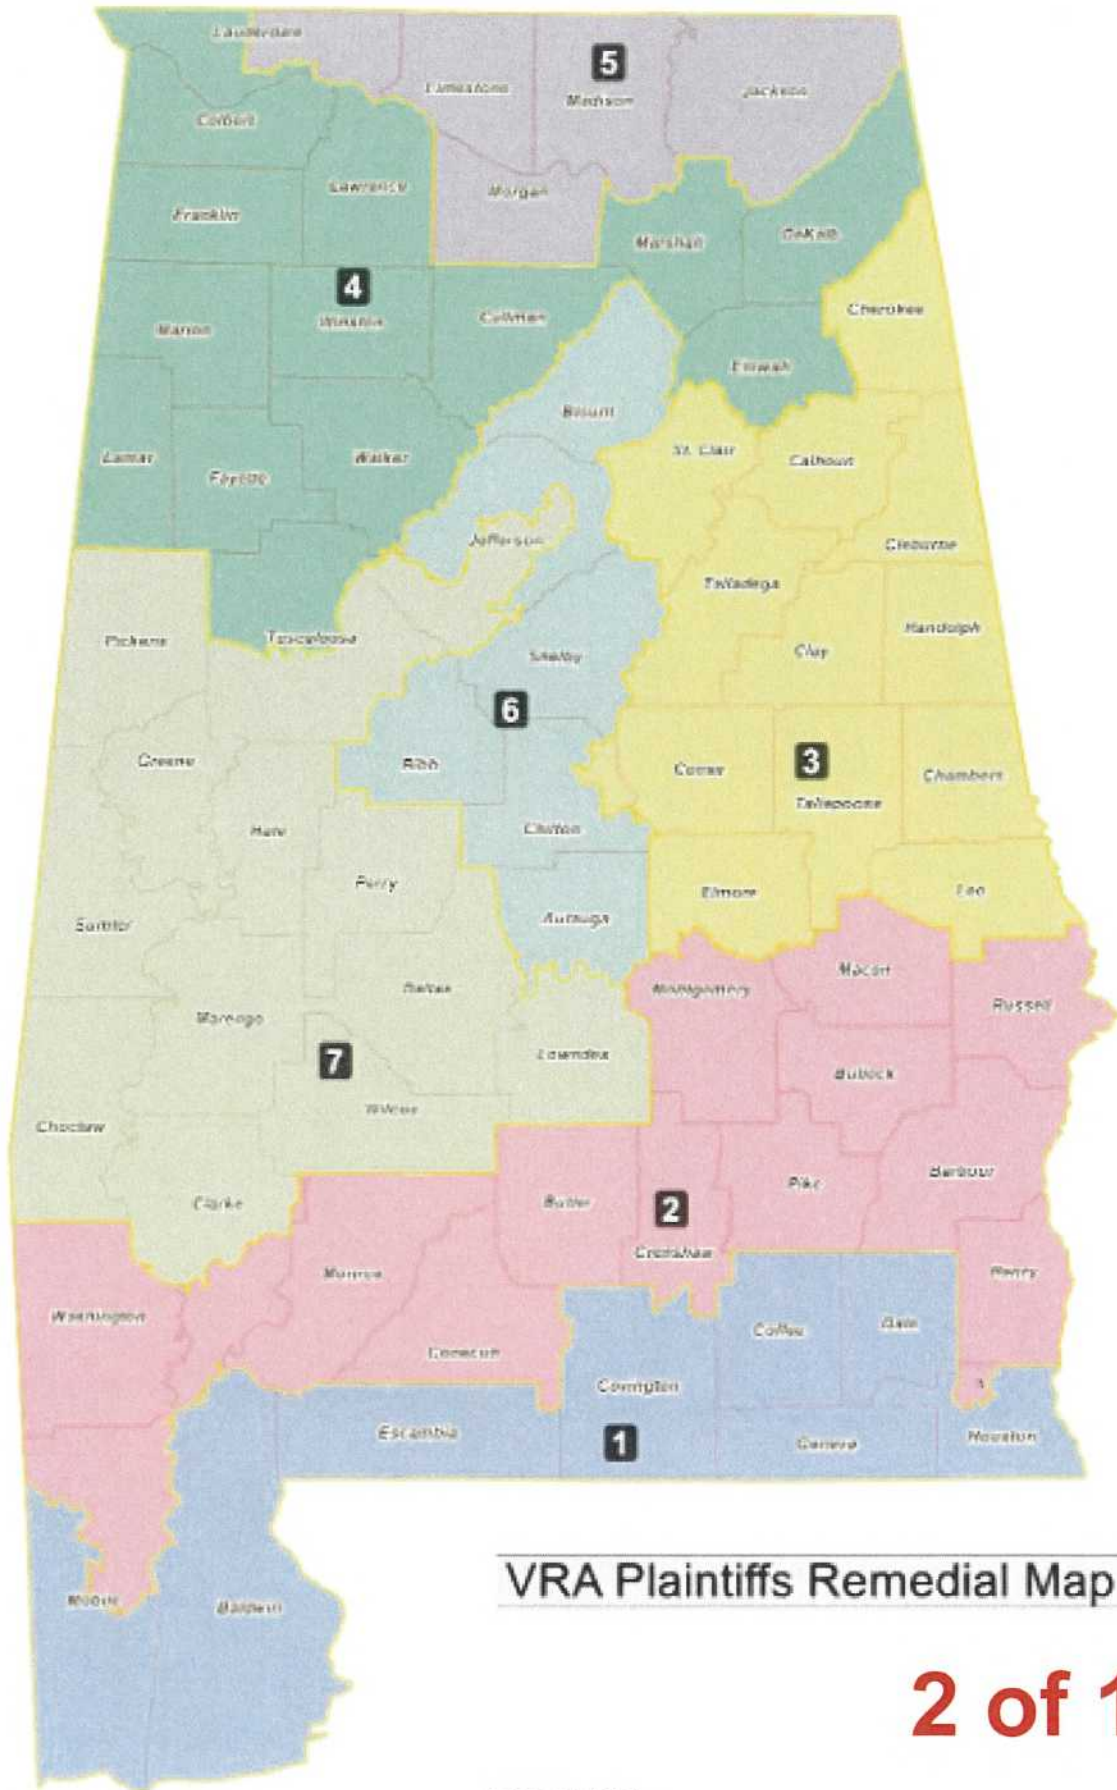 Lauderdale
5
Limestone
Madison
Jackson
Colbert
Lawrence
Morgan
Franklin
Marshall
DeKalb
4
Winston
Cullman
Marion
Cherokee
Etowah
Blount
Lamar
Fayette
Walker
St. Clair
Calhoun
Jefferson
Cleburne
Talladega
Pickens
Tuscaloosa
Randolph
Shelby
Clay
6
Greene
Bibb
Coosa
3
Chambers
Tallapoosa
Hale
Chilton
Perry
Elmore
Lee
Sumter
Autauga
Dallas
Montgomery
Macon
Russell
Marengo
7
Lowndes
Bullock
Choctaw
Wilcox
Clarke
Butler
2
Pike
Barbour
Crenshaw
Monroe
Henry
Washington
Conecuh
Coffee
Dale
Covington
Escambia
1
Geneva
Houston
Mobile
Baldwin
VRA Plaintiffs Remedial Map
2 of 1